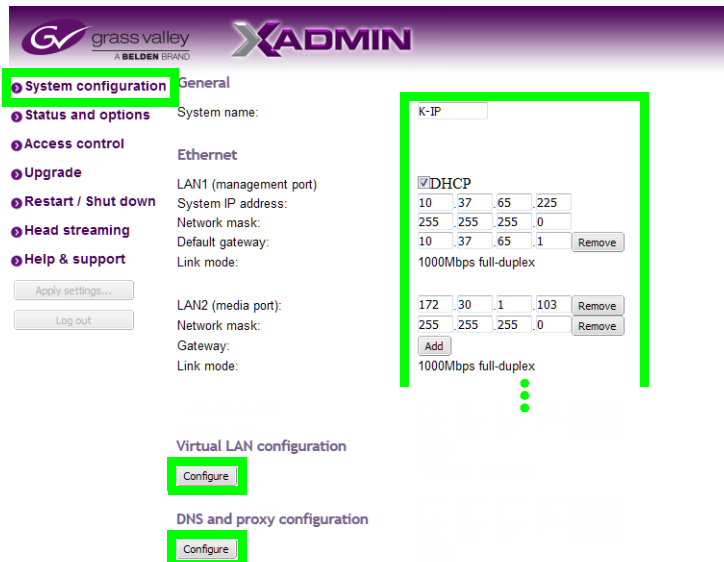 GV grass valley
A BELDEN BRAND
XADMIN
System configuration
Status and options
Access control
Upgrade
Restart / Shut down
Head streaming
Help & support
Apply settings...
Log out
General
System name: K-IP
Ethernet
LAN1 (management port) DHCP
System IP address: 10 .37 .65 .225
Network mask: 255 .255 .255 .0
Default gateway: 10 .37 .65 .1 Remove
Link mode: 1000Mbps full-duplex
LAN2 (media port): 172 .30 .1 .103 Remove
Network mask: 255 .255 .255 .0 Remove
Gateway: Add
Link mode: 1000Mbps full-duplex
Virtual LAN configuration
Configure
DNS and proxy configuration
Configure